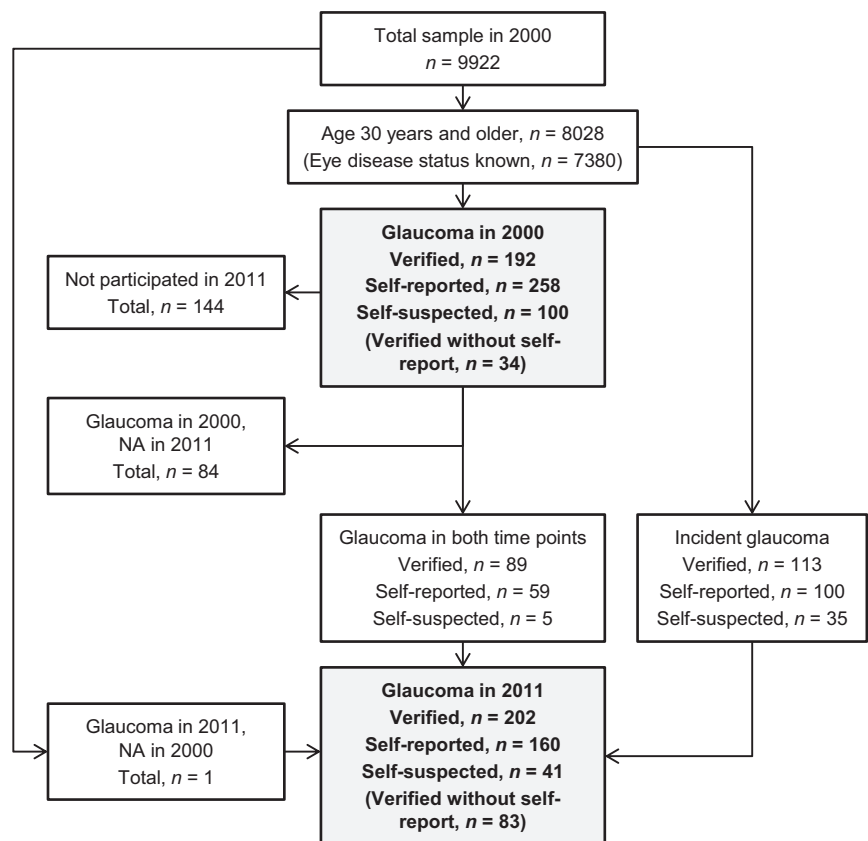 Total sample in 2000
n = 9922
Age 30 years and older, n = 8028
(Eye disease status known, n = 7380)
Glaucoma in 2000
Verified, n = 192
Self-reported, n = 258
Self-suspected, n = 100
(Verified without self-
report, n = 34)
Not participated in 2011
Total, n = 144
Glaucoma in 2000,
NA in 2011
Total, n = 84
Glaucoma in both time points
Verified, n = 89
Self-reported, n = 59
Self-suspected, n = 5
Incident glaucoma
Verified, n = 113
Self-reported, n = 100
Self-suspected, n = 35
Glaucoma in 2011,
NA in 2000
Total, n = 1
Glaucoma in 2011
Verified, n = 202
Self-reported, n = 160
Self-suspected, n = 41
(Verified without self-
report, n = 83)